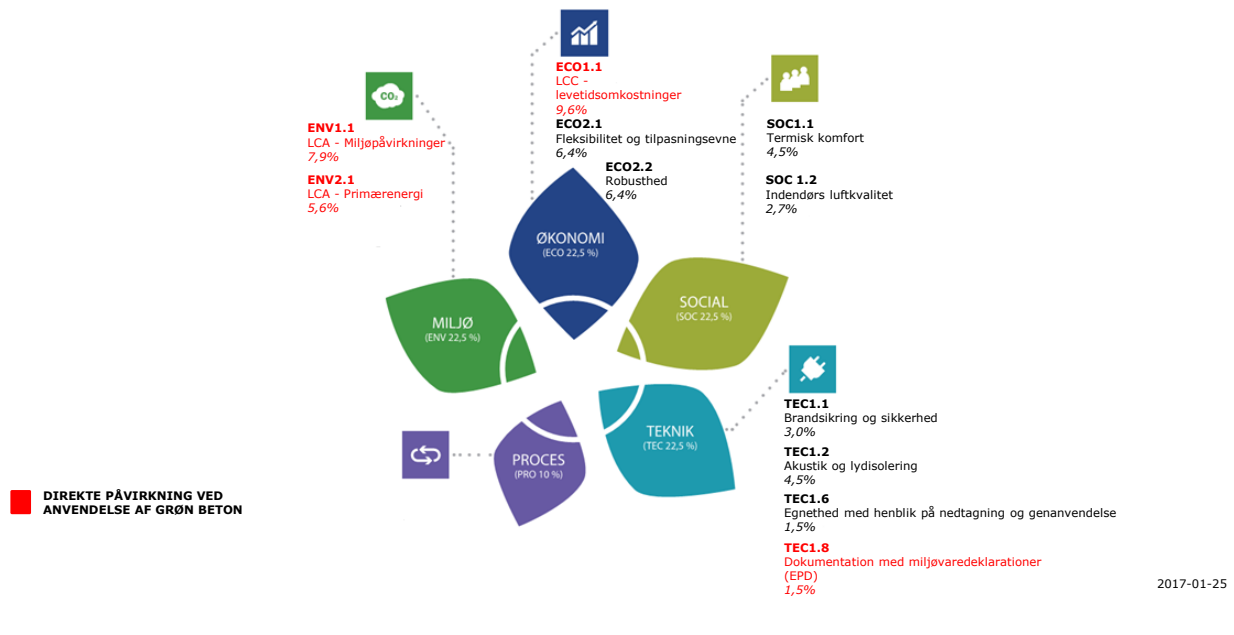 ECO1.1
LCC -
levetidsomkostninger
9,6%
ECO2.1
Fleksibilitet og tilpasningsevne
6,4%
ECO2.2
Robusthed
6,4%
CO₂
ENV1.1
LCA - Miljøpåvirkninger
7,9%
ENV2.1
LCA - Primærenergi
5,6%
SOC1.1
Termisk komfort
4,5%
SOC 1.2
Indendørs luftkvalitet
2,7%
ØKONOMI
(ECO 22,5 %)
SOCIAL
(SOC 22,5 %)
MILJØ
(ENV 22,5 %)
TEKNIK
(TEC 22,5 %)
PROCES
(PRO 10 %)
TEC1.1
Brandsikring og sikkerhed
3,0%
TEC1.2
Akustik og lydisolering
4,5%
TEC1.6
Egnethed med henblik på nedtagning og genanvendelse
1,5%
TEC1.8
Dokumentation med miljøvaredeklarationer
(EPD)
1,5%
DIREKTE PÅVIRKNING VED
ANVENDELSE AF GRØN BETON
2017-01-25